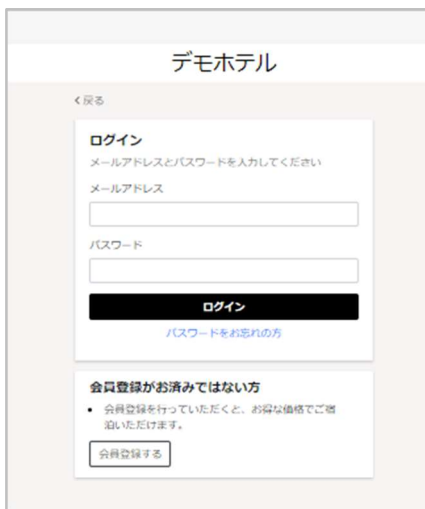 デモホテル
戻る
ログイン
メールアドレスとパスワードを入力してください
メールアドレス
パスワード
ログイン
パスワードをお忘れの方
会員登録がお済みではない方
• 会員登録を行っていただくと、お得な価格でご宿
泊いただけます。
会員登録する